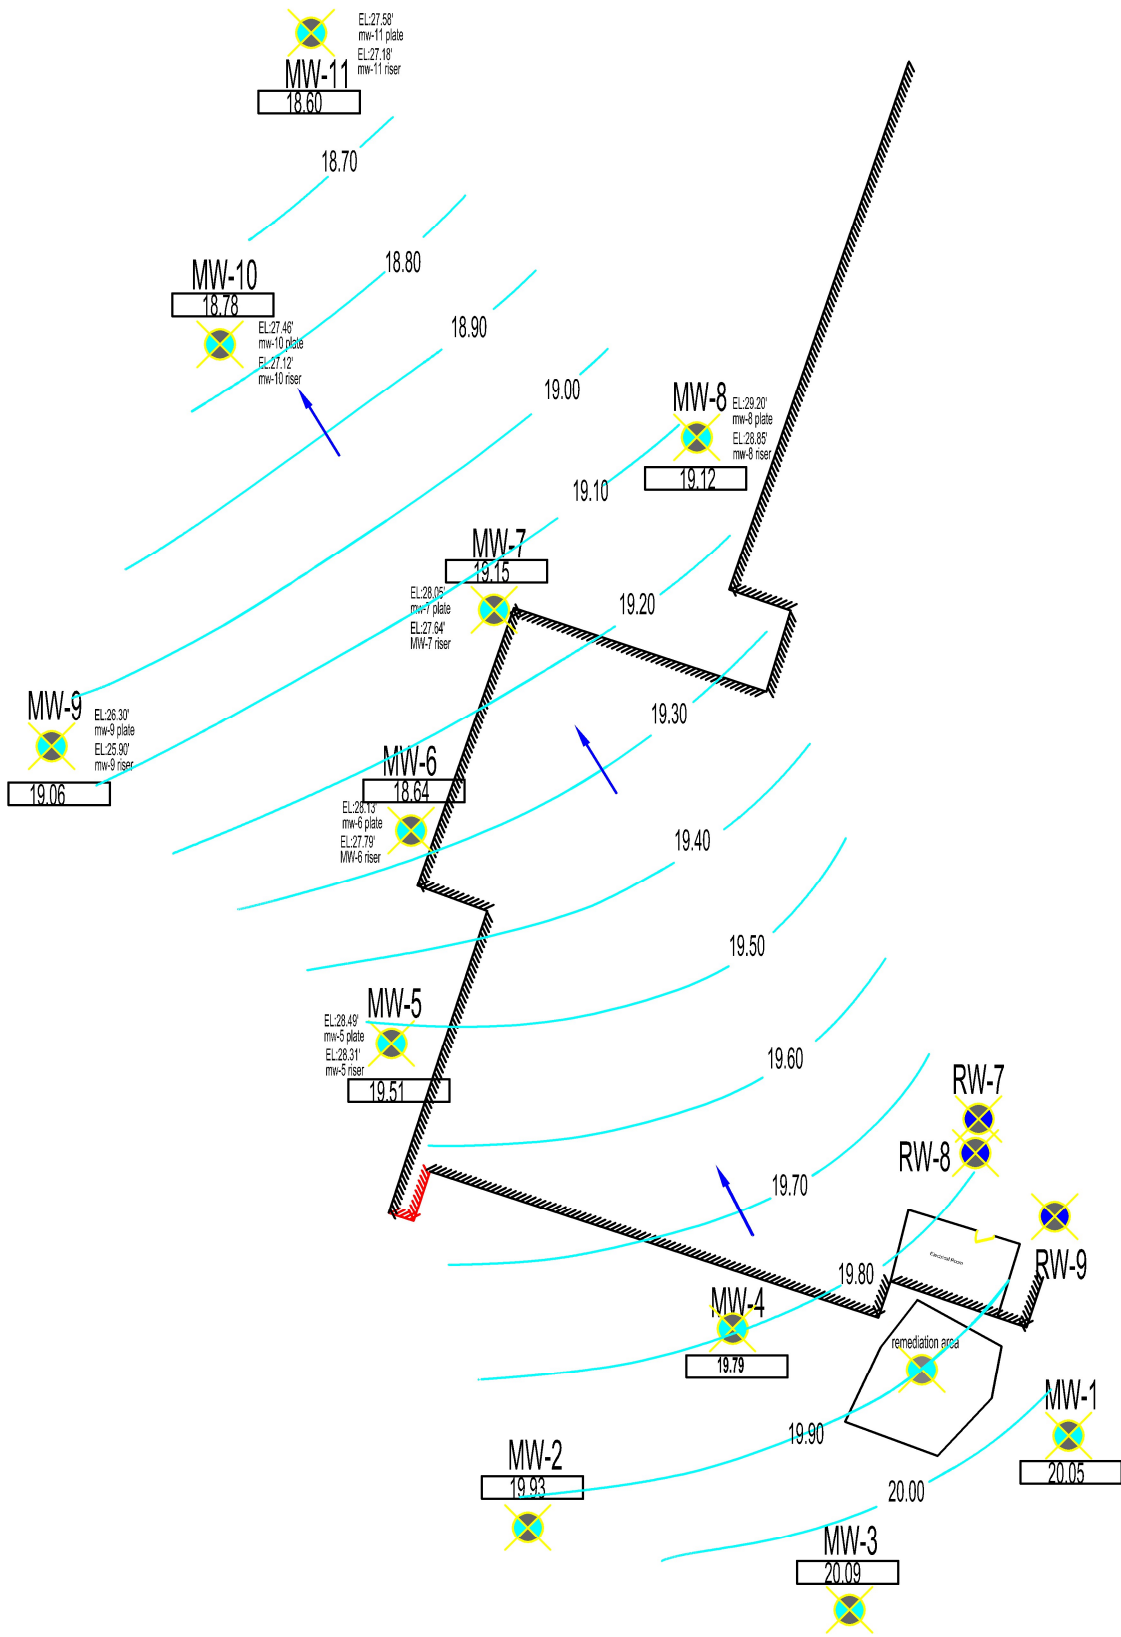 EL:27.58'
mw-11 plate
EL:27.18'
mw-11 riser
MW-11
18.60
18.70
18.80
MW-10
18.78
EL:27.46'
mw-10 plate
EL:27.12'
mw-10 riser
18.90
19.00
MW-8
EL:29.20'
mw-8 plate
EL:28.85'
mw-8 riser
19.12
19.10
MW-7
19.15
EL:28.05'
mw-7 plate
EL:27.64'
MW-7 riser
19.20
19.30
MW-9
EL:26.30'
mw-9 plate
EL:25.90'
mw-9 riser
19.06
MW-6
18.64
EL:28.13'
mw-6 plate
EL:27.79'
MW-6 riser
19.40
19.50
MW-5
EL:28.49'
mw-5 plate
EL:28.31'
mw-5 riser
19.51
19.60
RW-7
RW-8
19.70
RW-9
Electrical Room
19.80
MW-4
19.79
remediation area
MW-1
20.05
19.90
MW-2
19.93
20.00
MW-3
20.09